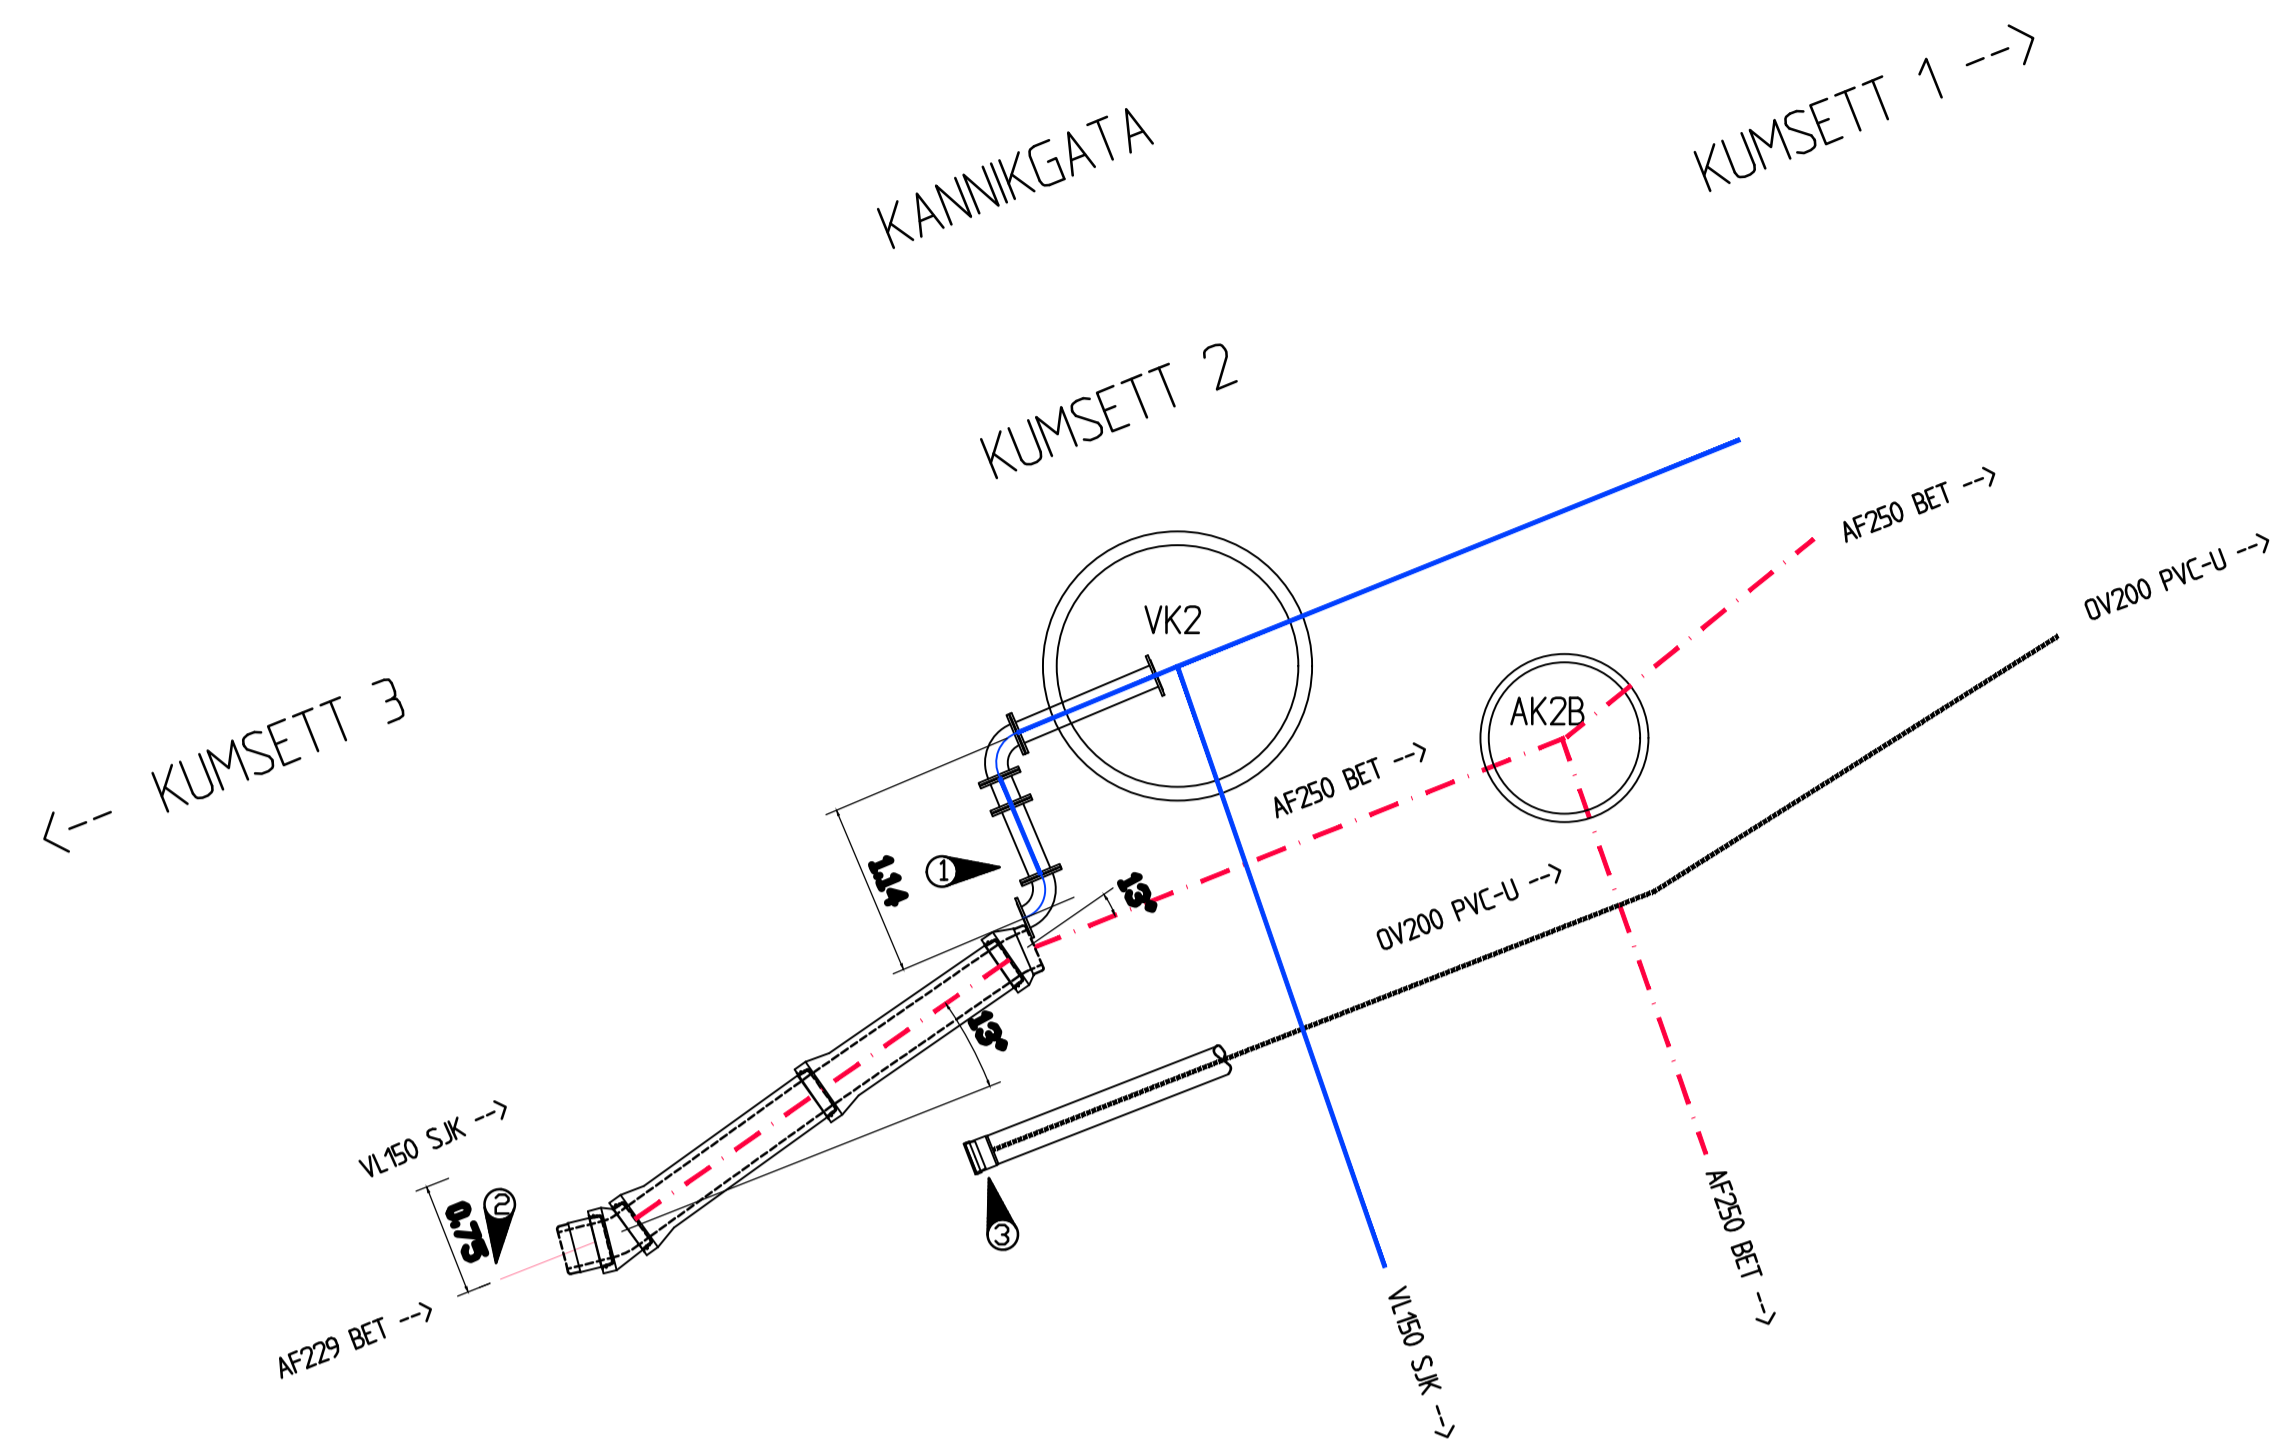 KUMSETT 1 -->
KANNIKGATA
KUMSETT 2
AF250 BET -->
OV200 PVC-U -->
VK2
<-- KUMSETT 3
AK2B
AF250 BET -->
1.14
1
13°
OV200 PVC-U -->
13°
VL150 SJK -->
0.75
2
3
AF250 BET -->
AF229 BET -->
VL150 SJK -->